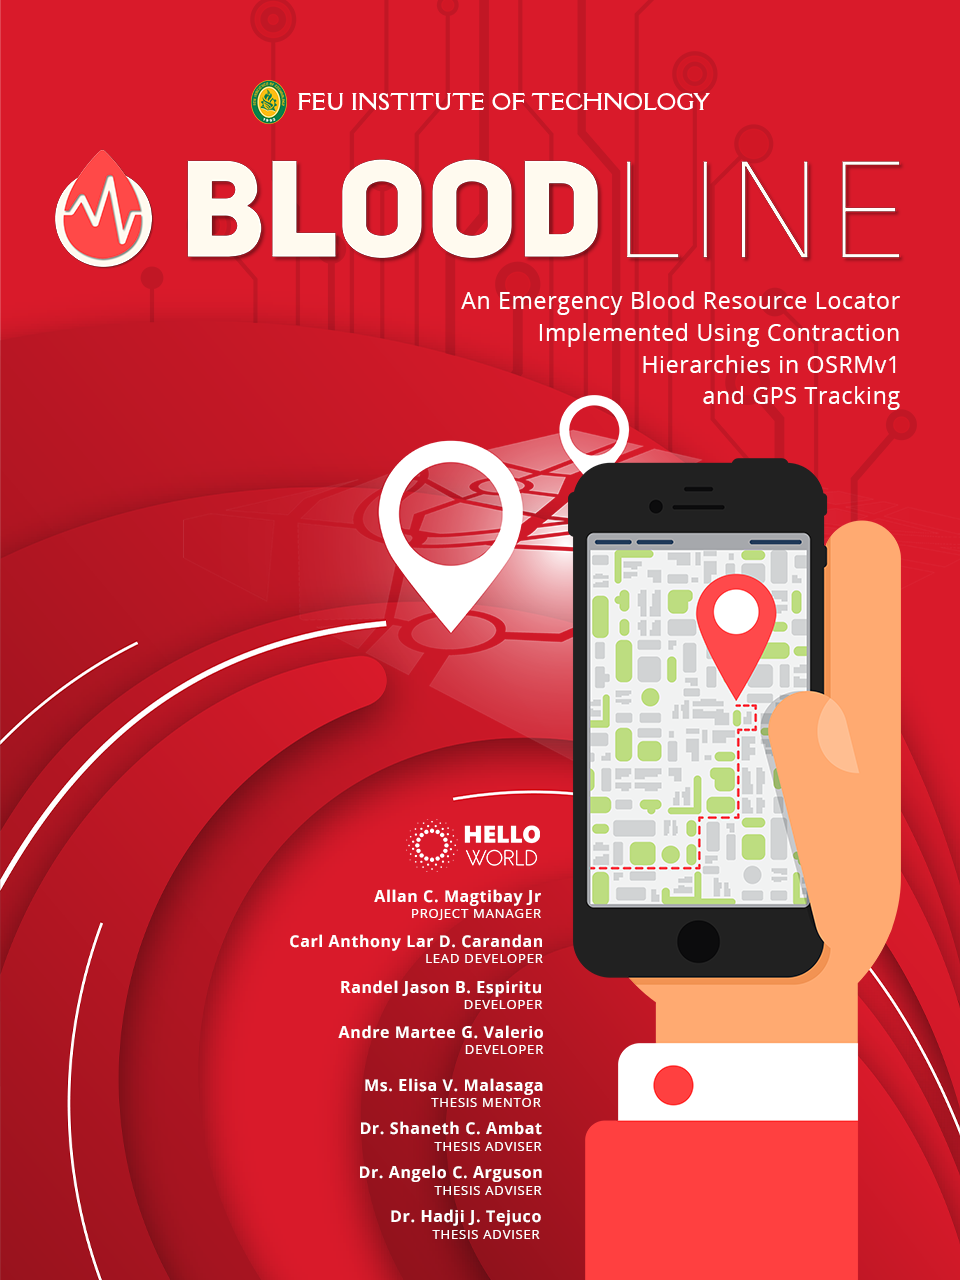 FEU INSTITUTE OF TECHNOLOGY
BLOODLINE
An Emergency Blood Resource Locator
Implemented Using Contraction
Hierarchies in OSRMv1
and GPS Tracking
HELLO
WORLD
Allan C. Magtibay Jr
PROJECT MANAGER
Carl Anthony Lar D. Carandan
LEAD DEVELOPER
Randel Jason B. Espiritu
DEVELOPER
Andre Martee G. Valerio
DEVELOPER
Ms. Elisa V. Malasaga
THESIS MENTOR
Dr. Shaneth C. Ambat
THESIS ADVISER
Dr. Angelo C. Arguson
THESIS ADVISER
Dr. Hadji J. Tejuco
THESIS ADVISER